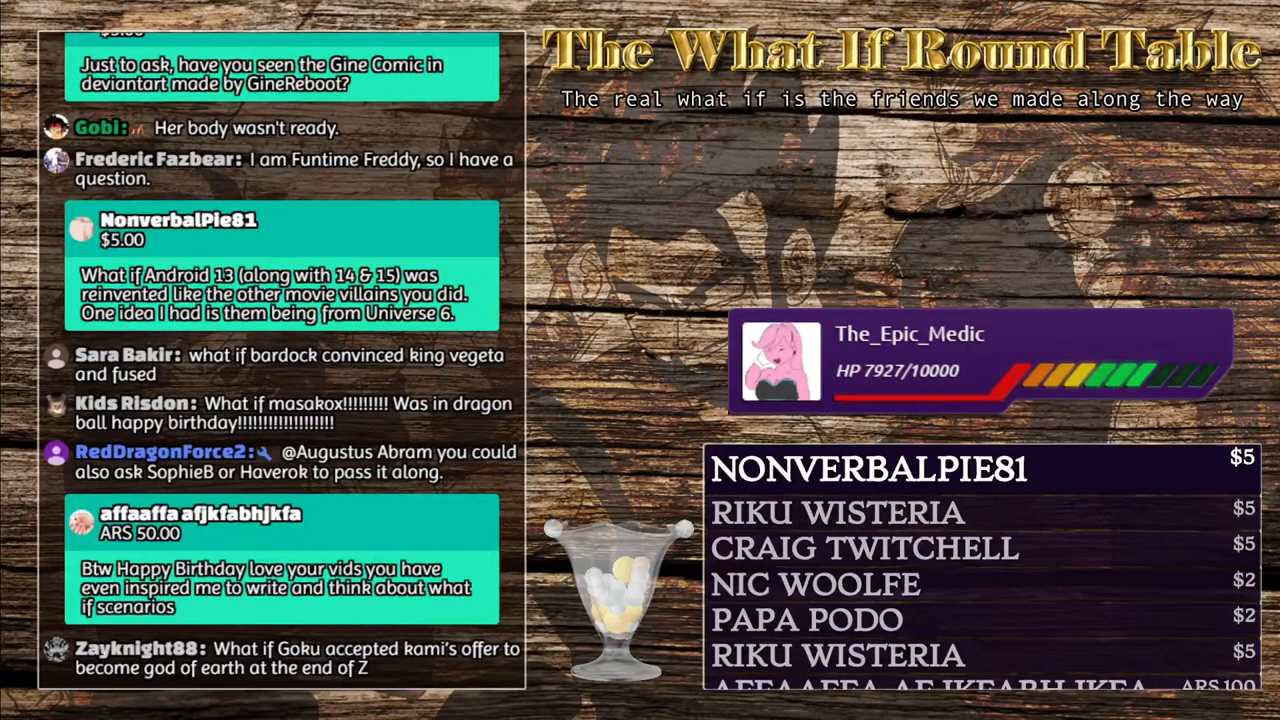 The What If Round Table
The real what if is the friends we made along the way
$5.00
Just to ask, have you seen the Gine Comic in
deviantart made by GineReboot?
Gobi: Her body wasn't ready.
Frederic Fazbear: I am Funtime Freddy, so I have a
question.
NonverbalPie81
$5.00
What if Android 13 (along with 14 & 15) was
reinvented like the other movie villains you did.
One idea I had is them being from Universe 6.
Sara Bakir: what if bardock convinced king vegeta
and fused
Kids Risdon: What if masakox!!!!!!!!! Was in dragon
ball happy birthday!!!!!!!!!!!!!!!!!!!
RedDragonForce2: @Augustus Abram you could
also ask SophieB or Haverok to pass it along.
affaaffa afjkfabhjkfa
ARS 50.00
Btw Happy Birthday love your vids you have
even inspired me to write and think about what
if scenarios
Zayknight88: What if Goku accepted kami's offer to
become god of earth at the end of Z
The_Epic_Medic
HP 7927/10000
NONVERBALPIE81 $5
RIKU WISTERIA $5
CRAIG TWITCHELL $5
NIC WOOLFE $2
PAPA PODO $2
RIKU WISTERIA $5
AFFAAFFA AFJKFABHJKFA ARS 100